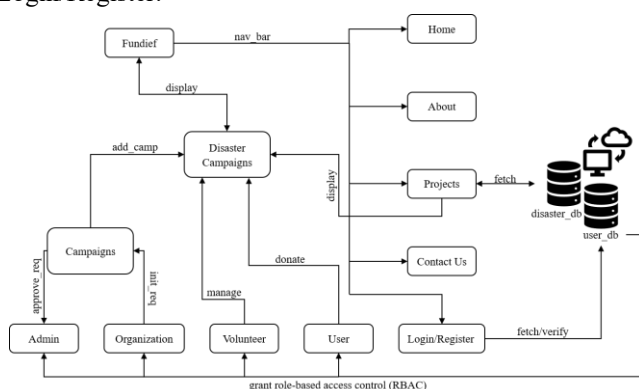 Login/Register.
Fundief
nav_bar
Home
display
About
add_camp
Disaster
Campaigns
display
Projects
fetch
disaster_db
user_db
Campaigns
approve_req
init_req
manage
donate
Contact Us
Admin
Organization
Volunteer
User
Login/Register
fetch/verify
grant role-based access control (RBAC)